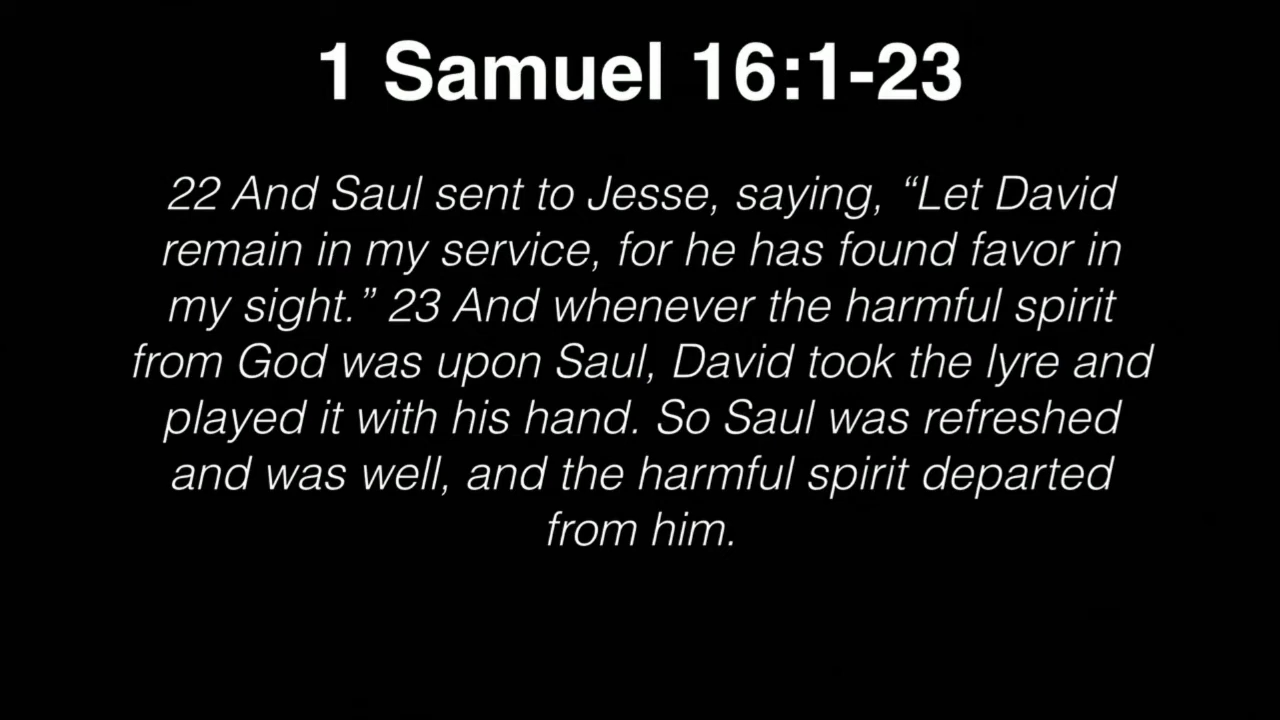 1 Samuel 16:1-23
22 And Saul sent to Jesse, saying, “Let David
remain in my service, for he has found favor in
my sight.” 23 And whenever the harmful spirit
from God was upon Saul, David took the lyre and
played it with his hand. So Saul was refreshed
and was well, and the harmful spirit departed
from him.